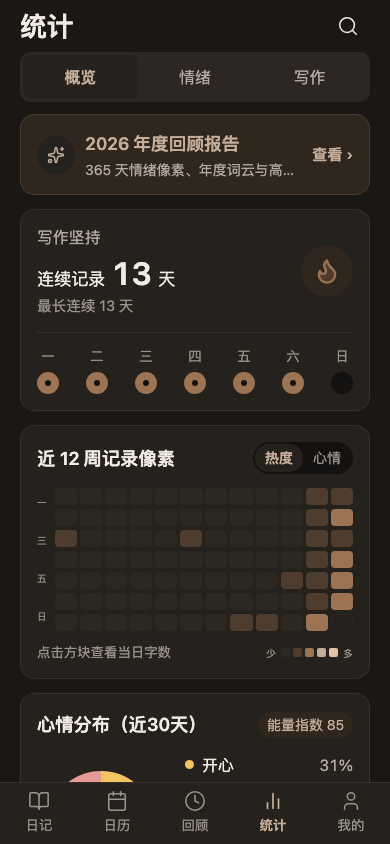 统计
概览
情绪
写作
2026 年度回顾报告
365 天情绪像素、年度词云与高...
查看 ›
写作坚持
连续记录 13 天
最长连续 13 天
一 二 三 四 五 六 日
近 12 周记录像素
热度
心情
一
三
五
日
点击方块查看当日字数
少
多
心情分布（近30天）
能量指数 85
开心
31%
日记
日历
回顾
统计
我的